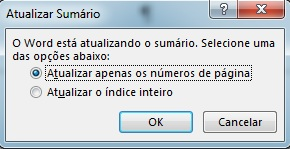 Atualizar Sumário
O Word está atualizando o sumário. Selecione uma
das opções abaixo:
Atualizar apenas os números de página
Atualizar o índice inteiro
OK Cancelar